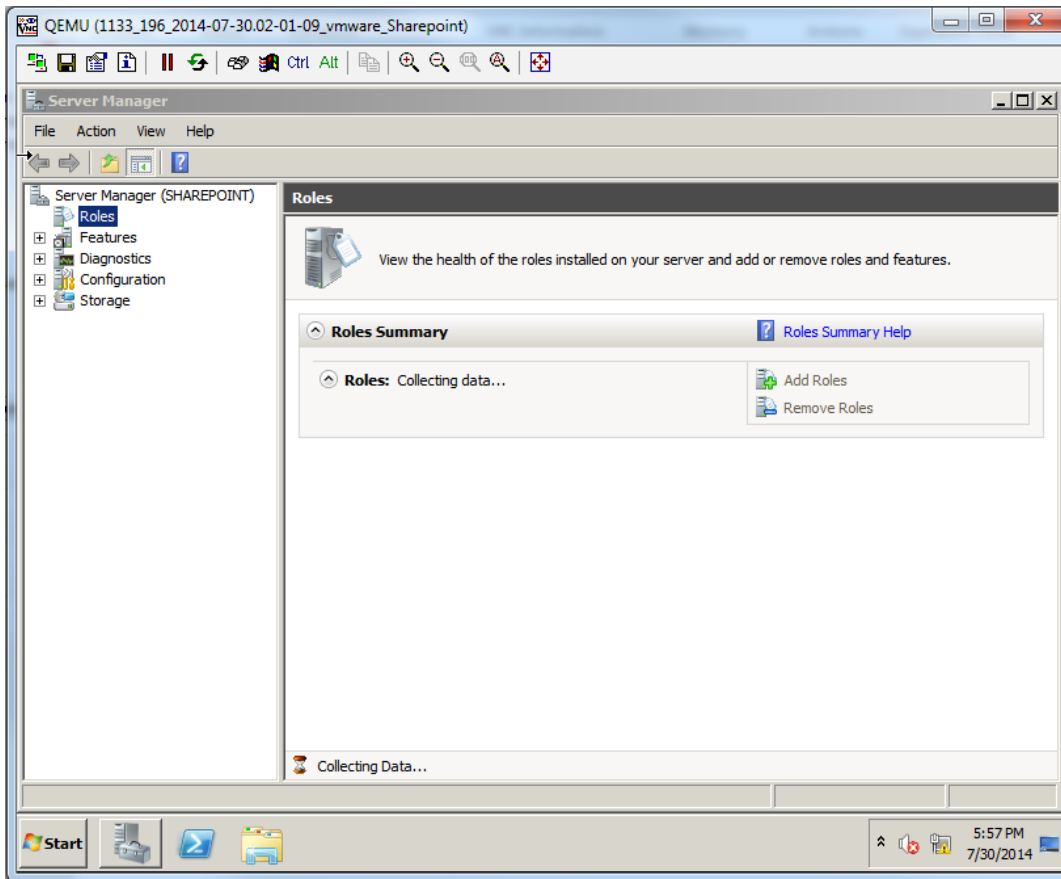 QEMU (1133_196_2014-07-30.02-01-09_vmware_Sharepoint)
Ctrl Alt
Server Manager
File Action View Help
Server Manager (SHAREPOINT)
Roles
Features
Diagnostics
Configuration
Storage
Roles
View the health of the roles installed on your server and add or remove roles and features.
Roles Summary
Roles Summary Help
Roles: Collecting data...
Add Roles
Remove Roles
Collecting Data...
Start
5:57 PM
7/30/2014